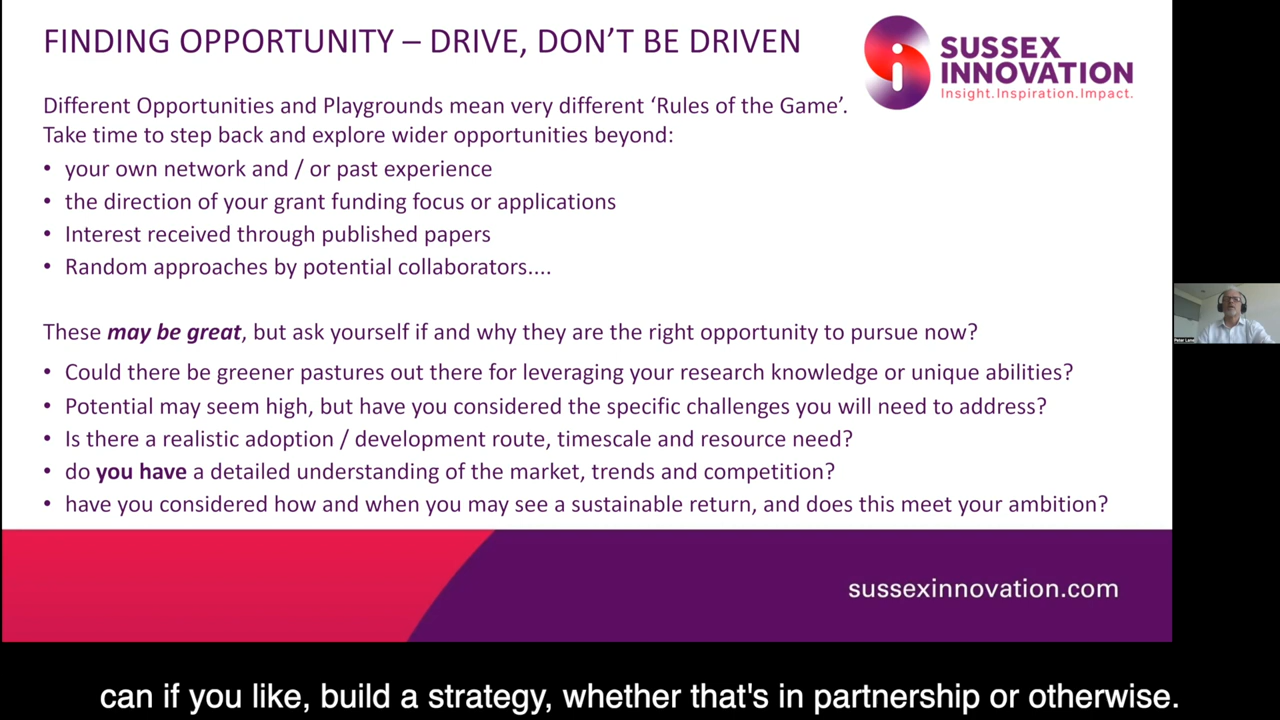 FINDING OPPORTUNITY – DRIVE, DON'T BE DRIVEN
SUSSEX
INNOVATION
Insight.Inspiration.Impact.
Different Opportunities and Playgrounds mean very different 'Rules of the Game'.
Take time to step back and explore wider opportunities beyond:
• your own network and / or past experience
• the direction of your grant funding focus or applications
• Interest received through published papers
• Random approaches by potential collaborators....
These may be great, but ask yourself if and why they are the right opportunity to pursue now?
• Could there be greener pastures out there for leveraging your research knowledge or unique abilities?
• Potential may seem high, but have you considered the specific challenges you will need to address?
• Is there a realistic adoption / development route, timescale and resource need?
• do you have a detailed understanding of the market, trends and competition?
• have you considered how and when you may see a sustainable return, and does this meet your ambition?
Peter Lane
sussexinnovation.com
can if you like, build a strategy, whether that's in partnership or otherwise.